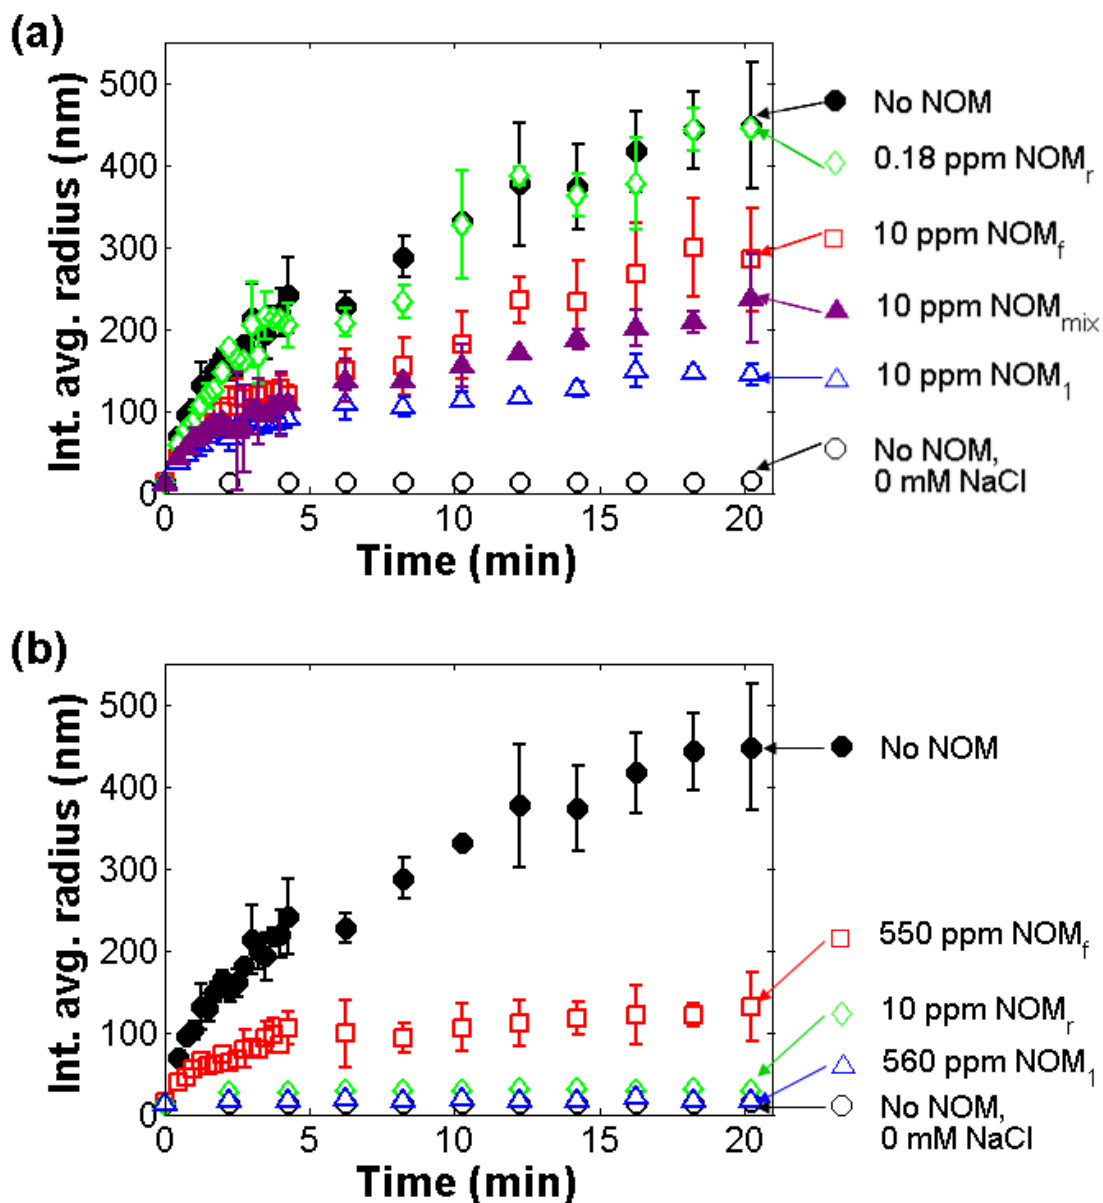 (a)
Int. avg. radius (nm)
500
400
300
200
100
0
0 5 10 15 20
Time (min)
No NOM
0.18 ppm NOMr
10 ppm NOMf
10 ppm NOMmix
10 ppm NOM1
No NOM,
0 mM NaCl
(b)
Int. avg. radius (nm)
500
400
300
200
100
0
0 5 10 15 20
Time (min)
No NOM
550 ppm NOMf
10 ppm NOMr
560 ppm NOM1
No NOM,
0 mM NaCl